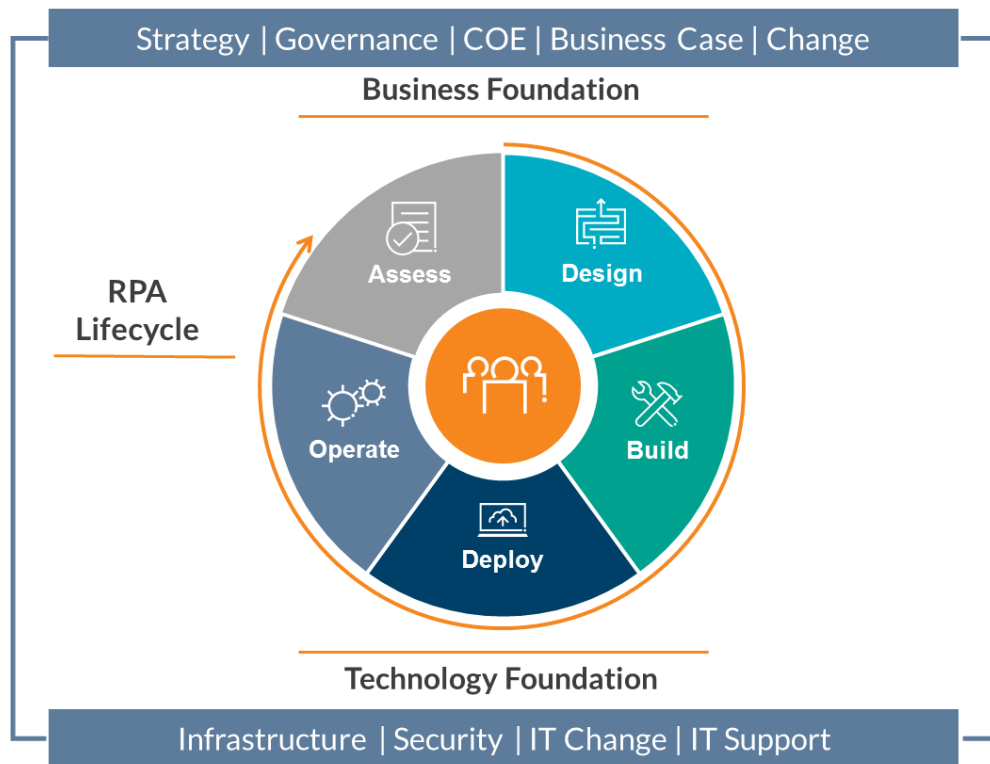 Strategy | Governance | COE | Business Case | Change
Business Foundation
Assess
Design
RPA
Lifecycle
Operate
Build
Deploy
Technology Foundation
Infrastructure | Security | IT Change | IT Support